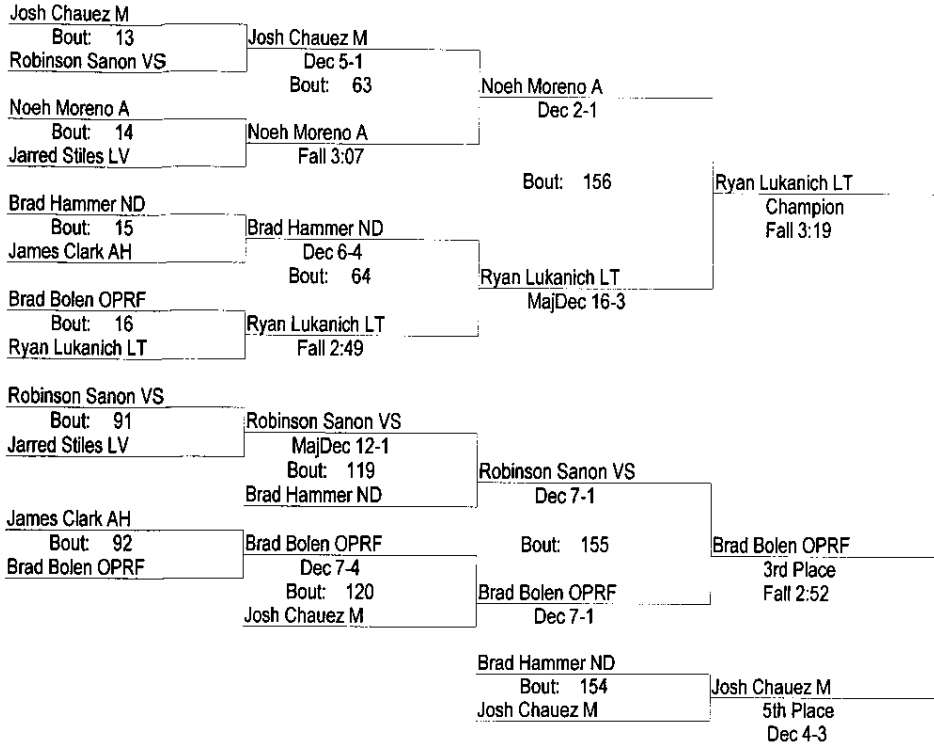 Josh Chauez M
Bout: 13
Robinson Sanon VS
Josh Chauez M
Dec 5-1
Bout: 63
Noeh Moreno A
Bout: 14
Jarred Stiles LV
Noeh Moreno A
Fall 3:07
Noeh Moreno A
Dec 2-1
Bout: 156
Brad Hammer ND
Bout: 15
James Clark AH
Brad Hammer ND
Dec 6-4
Bout: 64
Brad Bolen OPRF
Bout: 16
Ryan Lukanich LT
Ryan Lukanich LT
Fall 2:49
Ryan Lukanich LT
MajDec 16-3
Ryan Lukanich LT
Champion
Fall 3:19
Robinson Sanon VS
Bout: 91
Jarred Stiles LV
Robinson Sanon VS
MajDec 12-1
Bout: 119
Brad Hammer ND
Robinson Sanon VS
Dec 7-1
Bout: 155
James Clark AH
Bout: 92
Brad Bolen OPRF
Brad Bolen OPRF
Dec 7-4
Bout: 120
Josh Chauez M
Brad Bolen OPRF
Dec 7-1
Brad Bolen OPRF
3rd Place
Fall 2:52
Brad Hammer ND
Bout: 154
Josh Chauez M
Josh Chauez M
5th Place
Dec 4-3